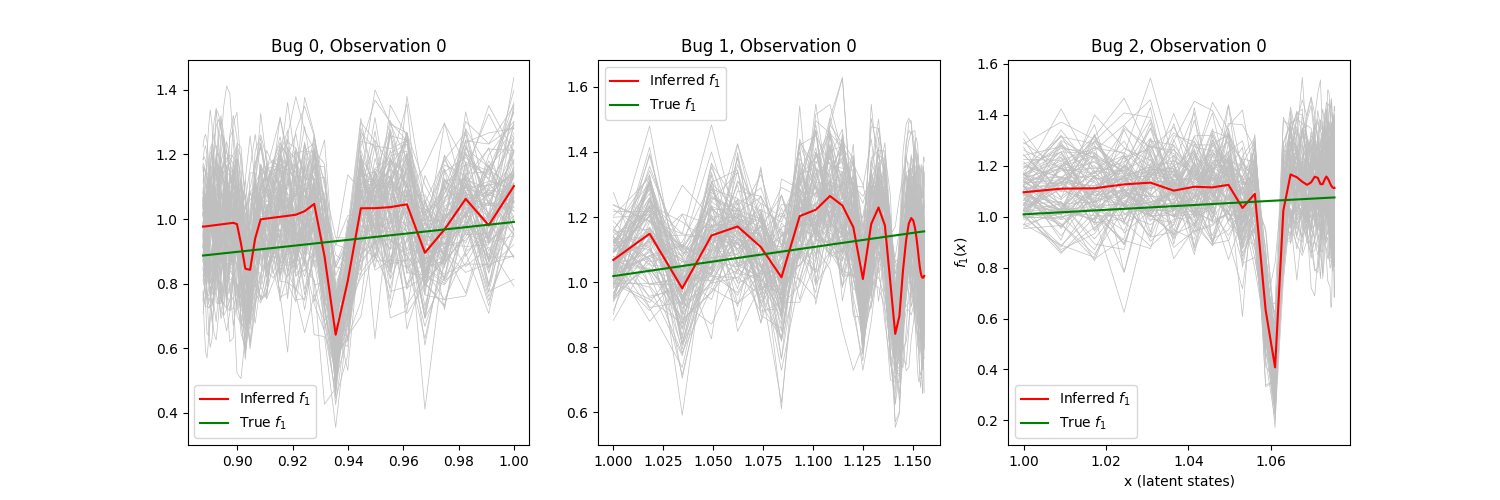 Bug 0, Observation 0
1.4
1.2
1.0
0.8
0.6
0.4
Inferred f₁
True f₁
0.90 0.92 0.94 0.96 0.98 1.00
Bug 1, Observation 0
Inferred f₁
True f₁
1.6
1.4
1.2
1.0
0.8
0.6
1.000 1.025 1.050 1.075 1.100 1.125 1.150
Bug 2, Observation 0
1.6
1.4
1.2
1.0
0.8
0.6
0.4
0.2
f₁(x)
Inferred f₁
True f₁
1.00 1.02 1.04 1.06
x (latent states)